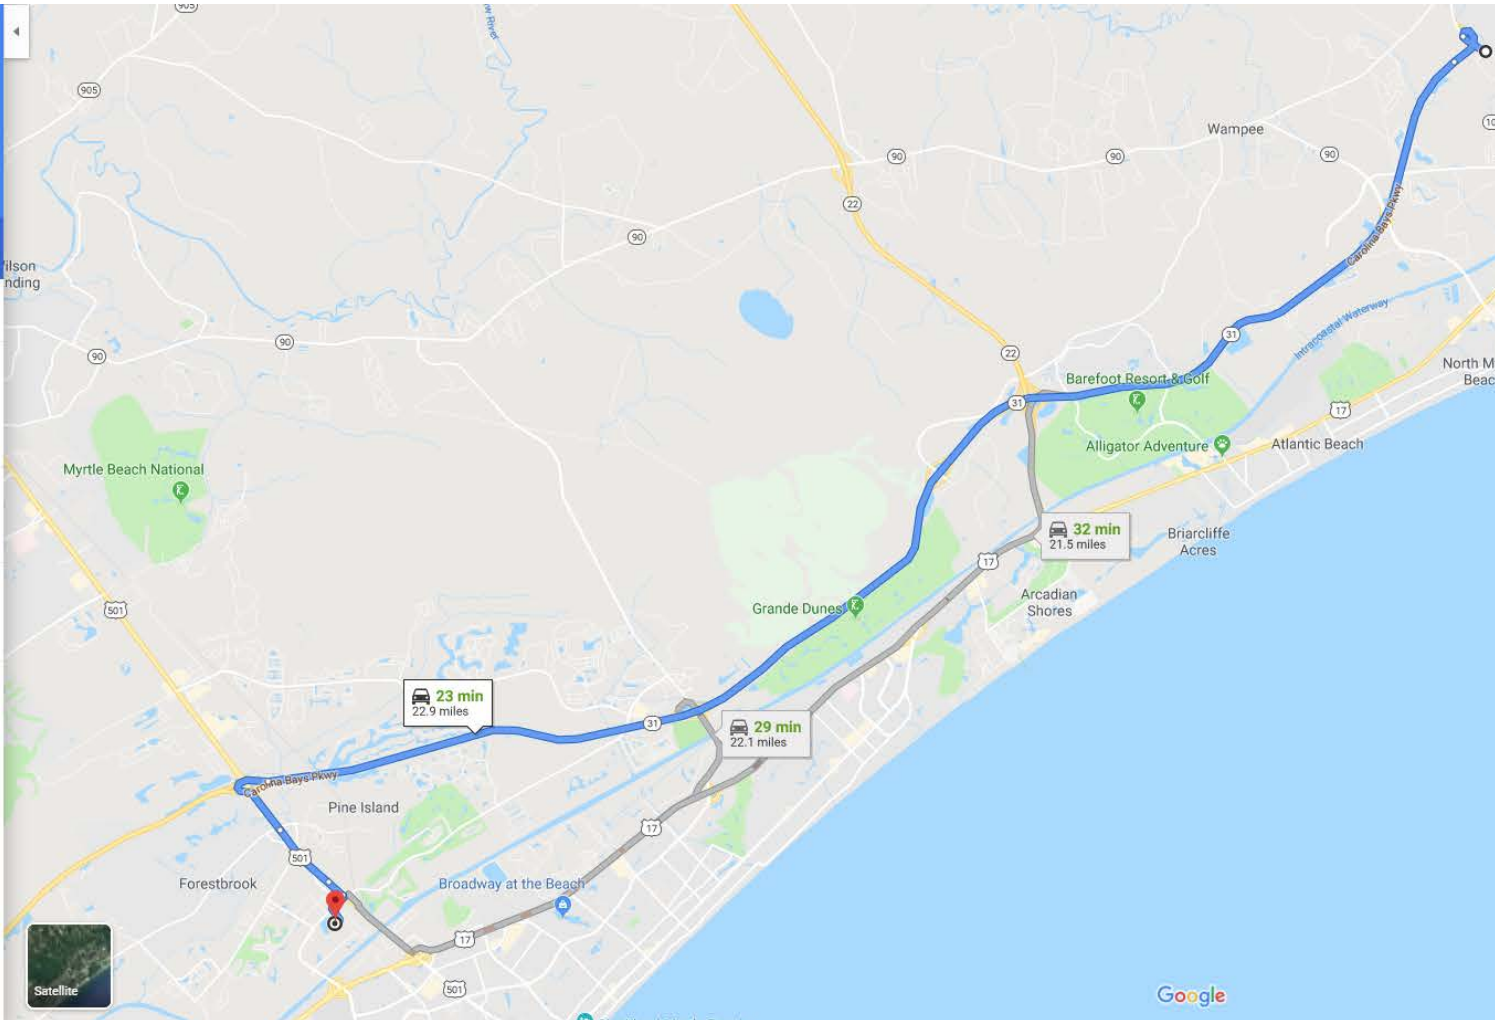 905
ow River
905
Wampee
90
90
90
10
22
90
Carolina Bays Pkwy
ilson
nding
Intracoastal Waterway
31
90
90
22
Barefoot Resort & Golf
North M
Beac
31
17
Alligator Adventure
Atlantic Beach
Myrtle Beach National
32 min
21.5 miles
Briarcliffe
Acres
17
Arcadian
Shores
501
Grande Dunes
23 min
22.9 miles
31
29 min
22.1 miles
Carolina Bays Pkwy
Pine Island
17
501
Forestbrook
Broadway at the Beach
17
501
Satellite
Google